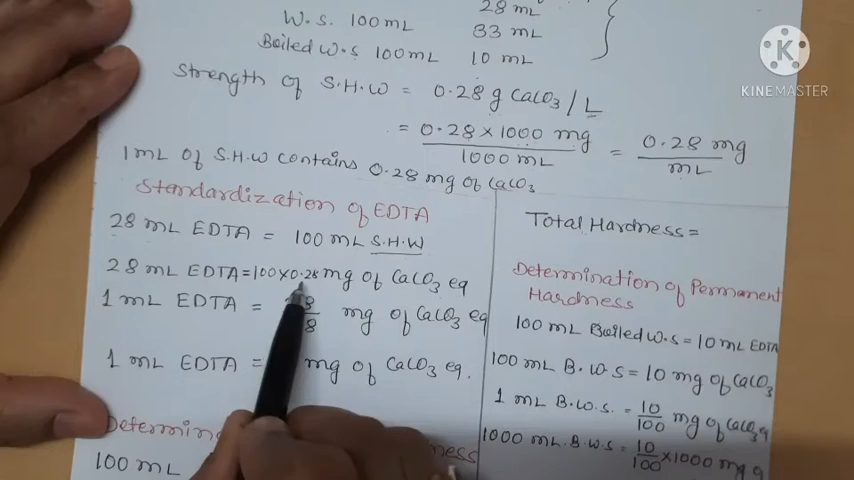 28 mL
W.S. 100 mL 33 mL
Boiled W.S 100 mL 10 mL
Strength of S.H.W = 0.28 g CaCO3 / L
= 0.28 x 1000 mg / 1000 mL = 0.28 mg / mL
1 mL of S.H.W contains 0.28 mg of CaCO3
Standardization of EDTA
28 mL EDTA = 100 mL S.H.W
28 mL EDTA = 100 x 0.28 mg of CaCO3 eq
1 mL EDTA = mg of CaCO3 eq
1 mL EDTA = mg of CaCO3 eq.
100 mL
Total Hardness =
Determination of Permanent
Hardness
100 mL Boiled W.S = 10 mL EDTA
100 mL B.W.S = 10 mg of CaCO3
1 mL B.W.S. = 10/100 mg of CaCO3 eq
1000 mL.B.W.S = 10/100 x 1000 mg
KINEMASTER